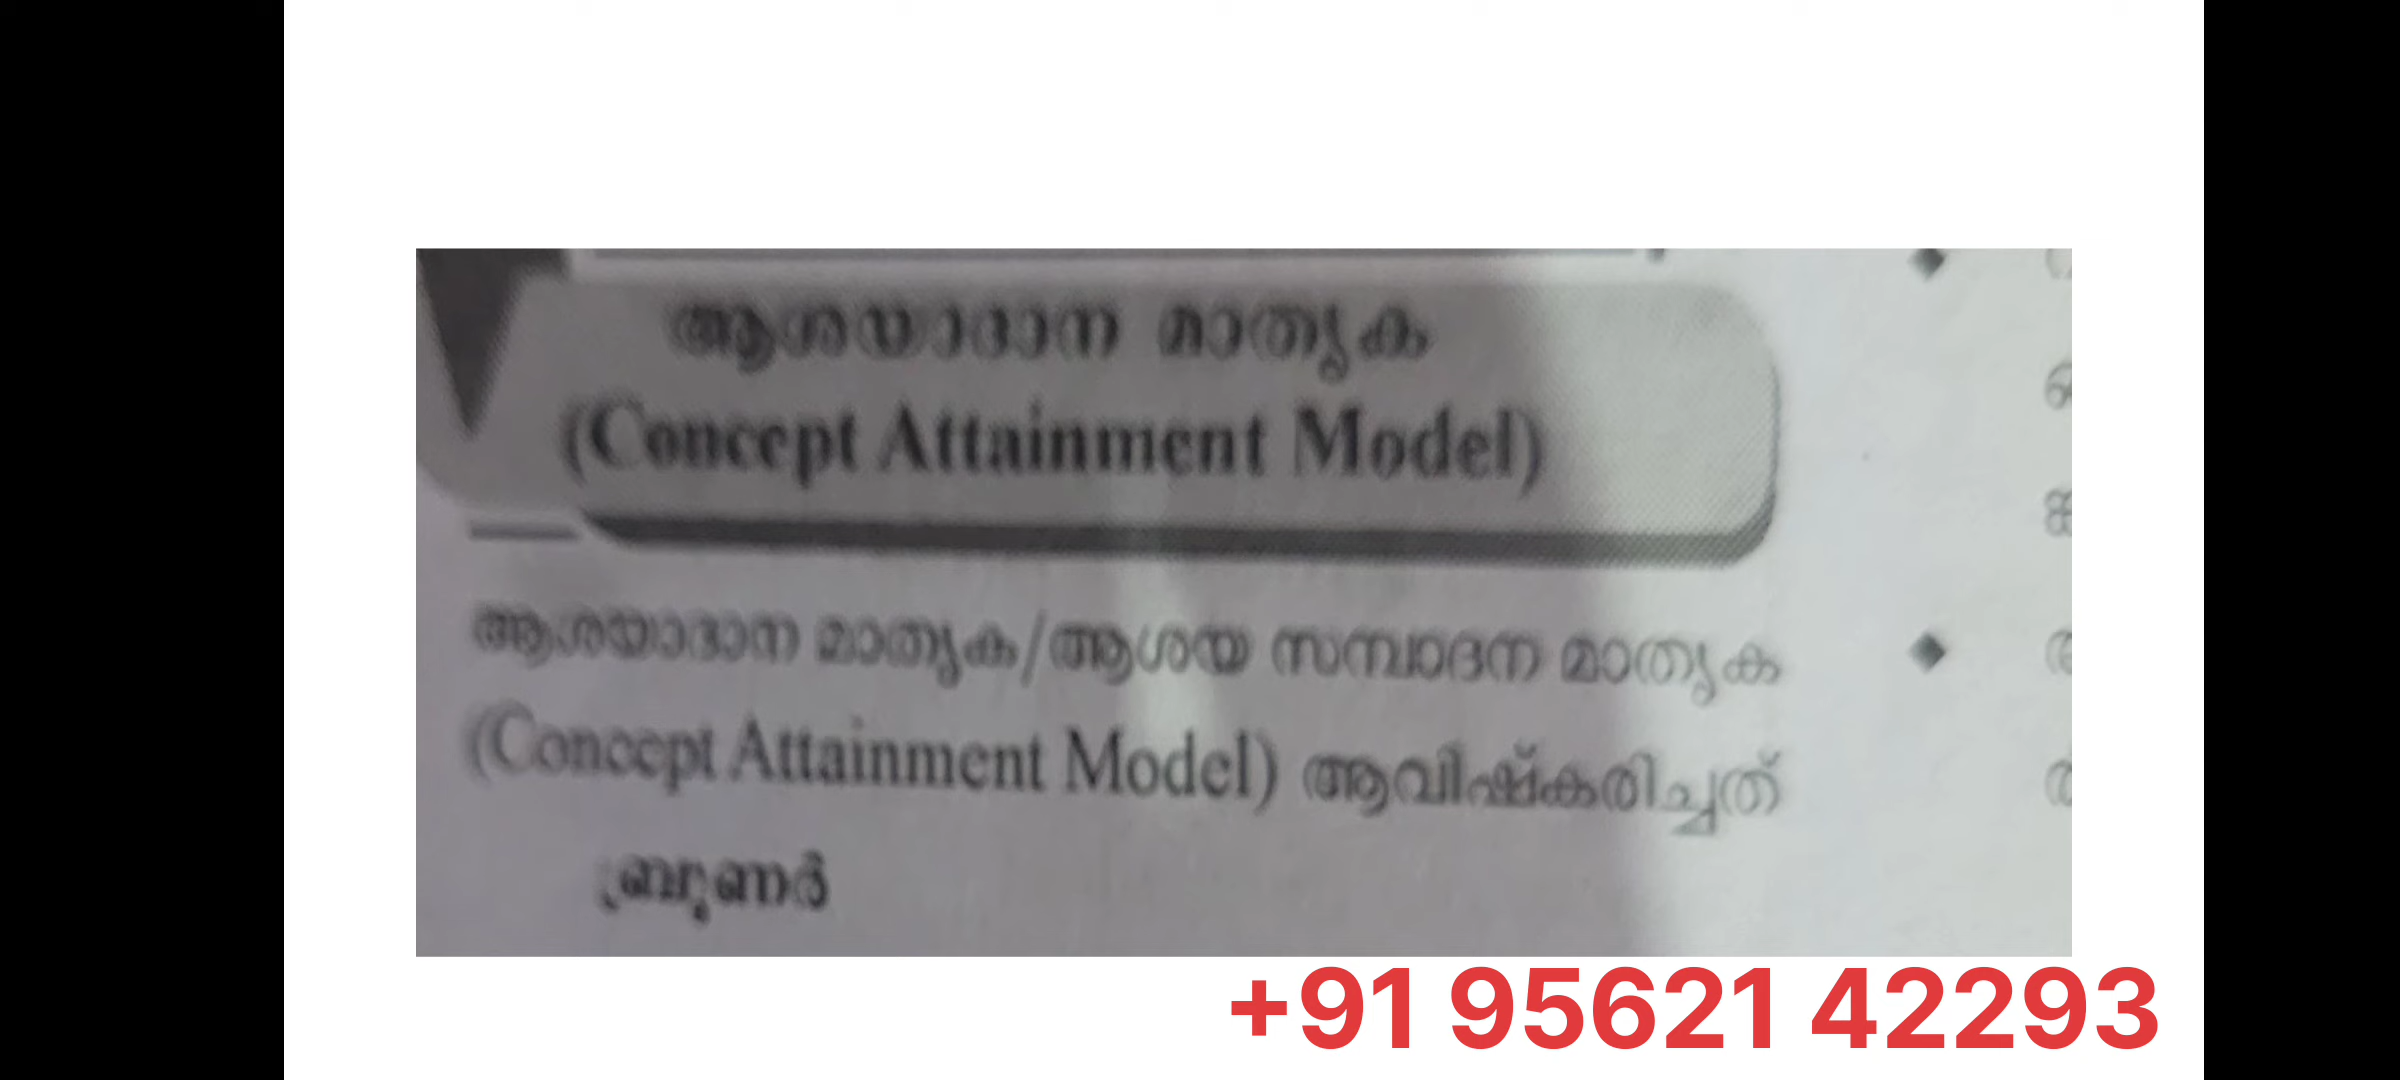 ആശയാദാന മാതൃക
(Concept Attainment Model)
ആശയാദാന മാതൃക/ആശയ സമ്പാദന മാതൃക
(Concept Attainment Model) ആവിഷ്കരിച്ചത്
ബ്രൂണർ
+91 95621 42293